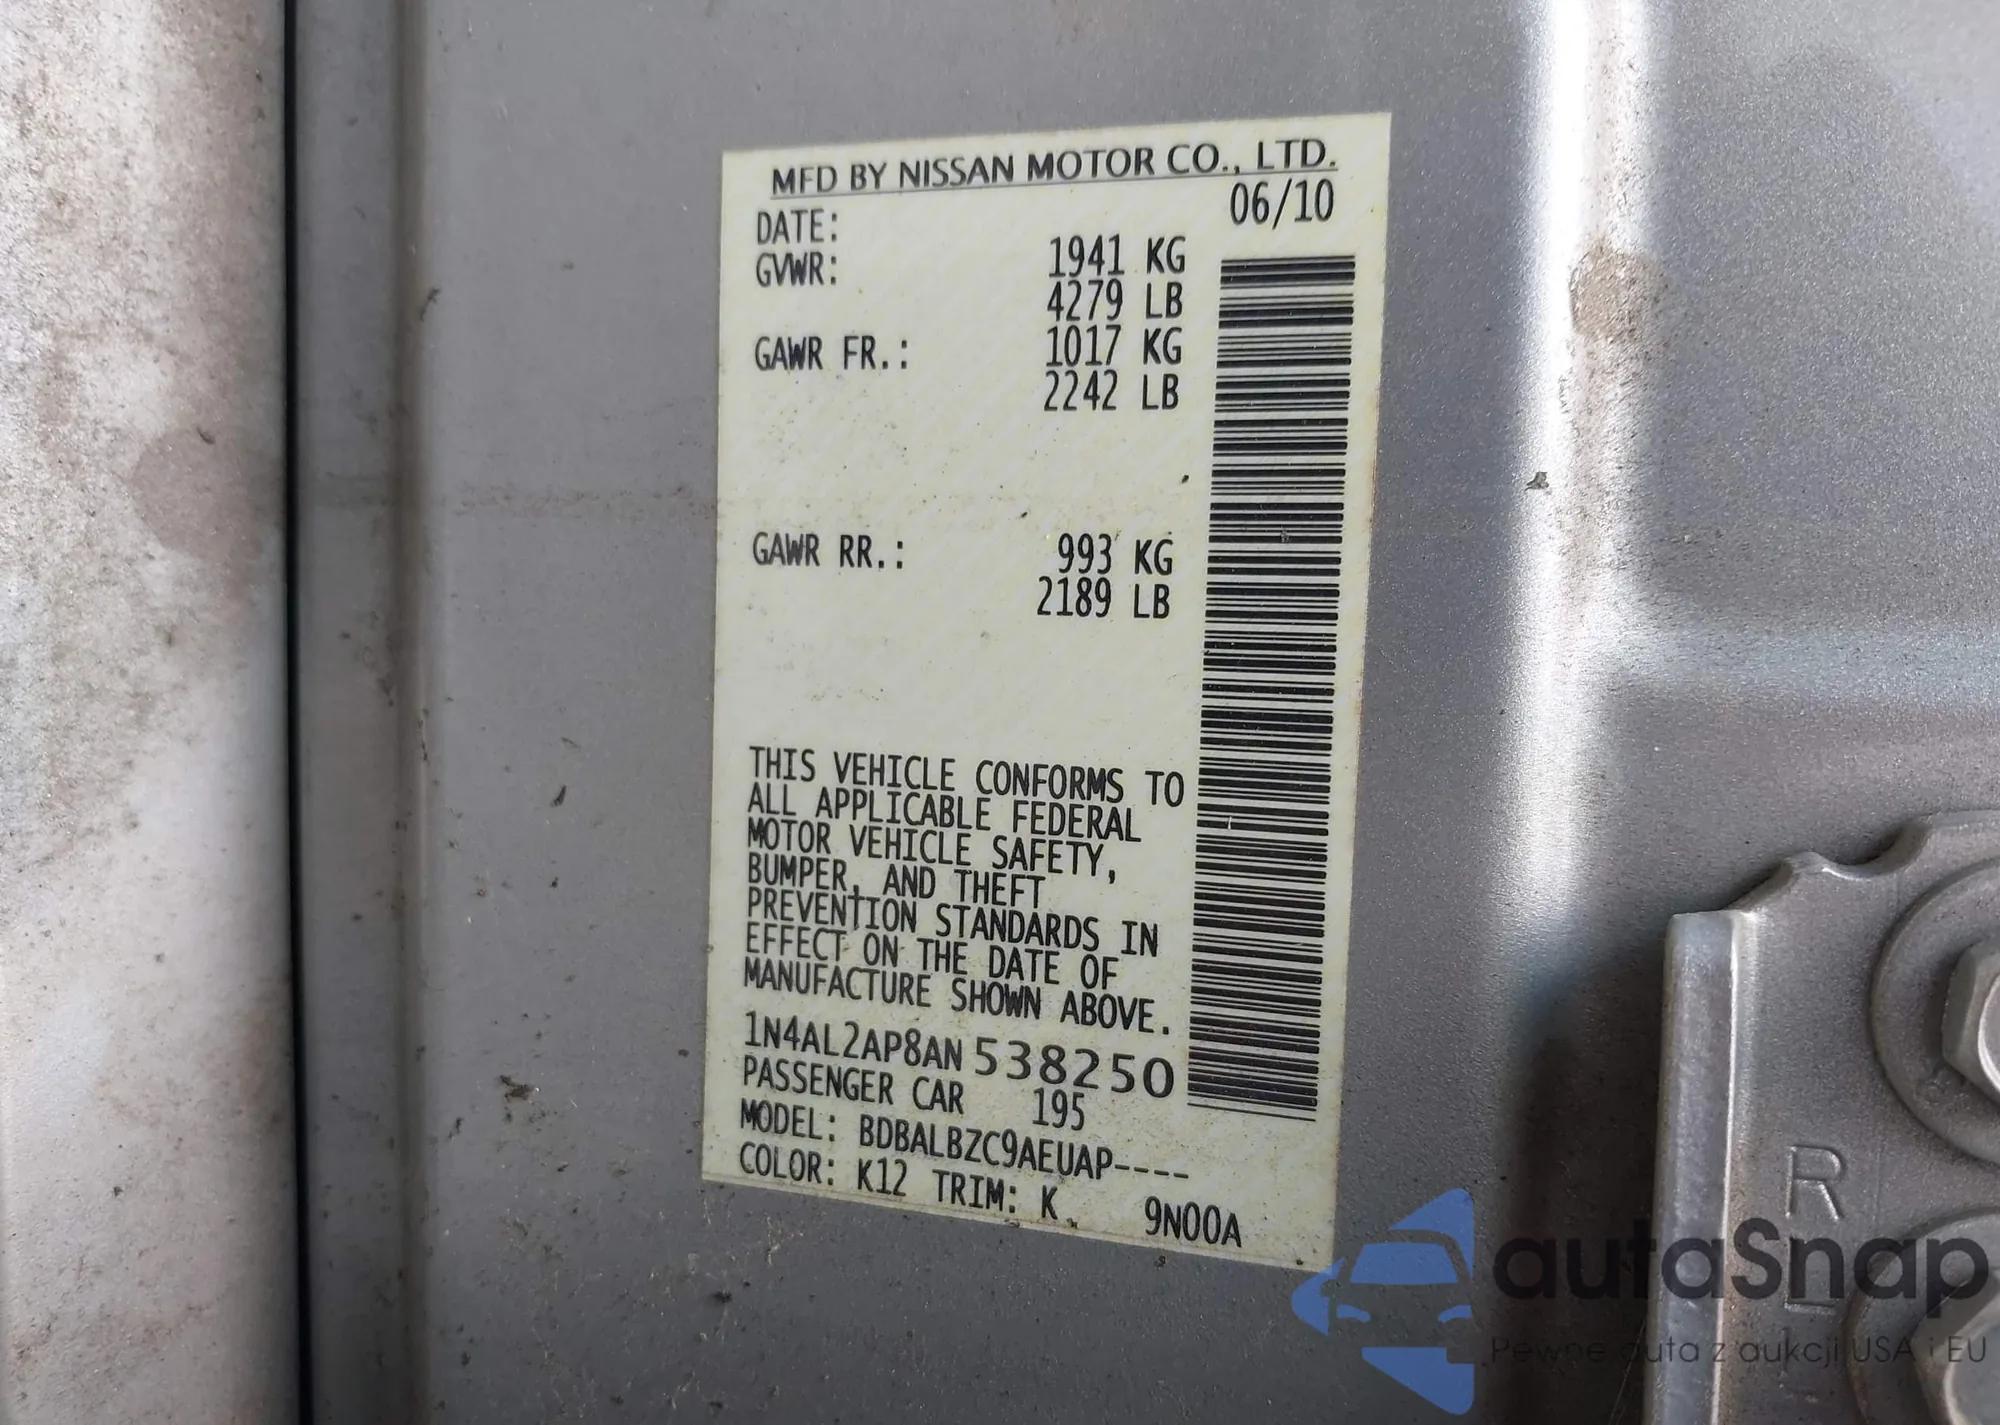 MFD BY NISSAN MOTOR CO., LTD.
DATE: 06/10
GVWR: 1941 KG
4279 LB
GAWR FR.: 1017 KG
2242 LB
GAWR RR.: 993 KG
2189 LB
THIS VEHICLE CONFORMS TO
ALL APPLICABLE FEDERAL
MOTOR VEHICLE SAFETY,
BUMPER, AND THEFT
PREVENTION STANDARDS IN
EFFECT ON THE DATE OF
MANUFACTURE SHOWN ABOVE.
1N4AL2AP8AN538250
PASSENGER CAR 195
MODEL: BDBALBZC9AEUAP----
COLOR: K12 TRIM: K 9N00A
R
L
autaSnap
Pewne auta z aukcji USA i EU